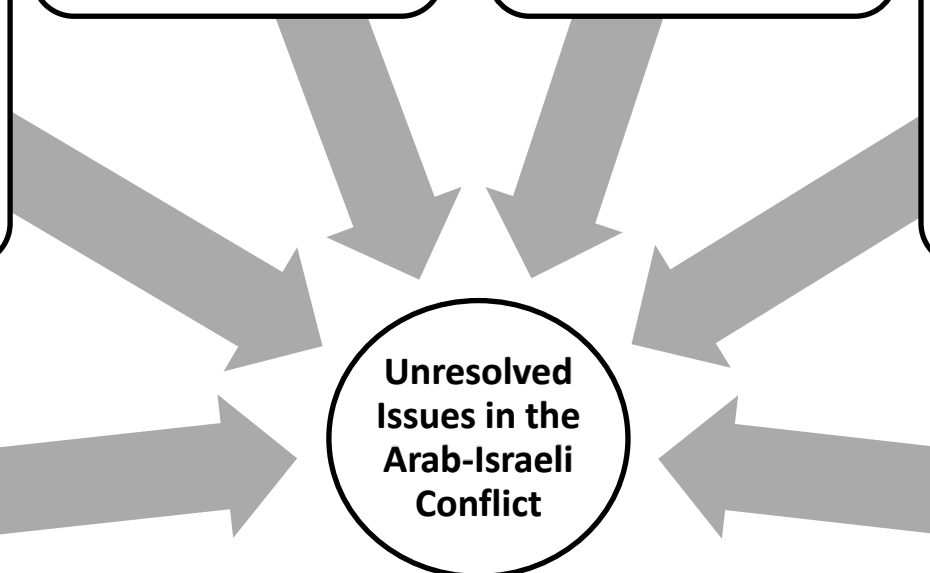 Unresolved
Issues in the
Arab-Israeli
Conflict